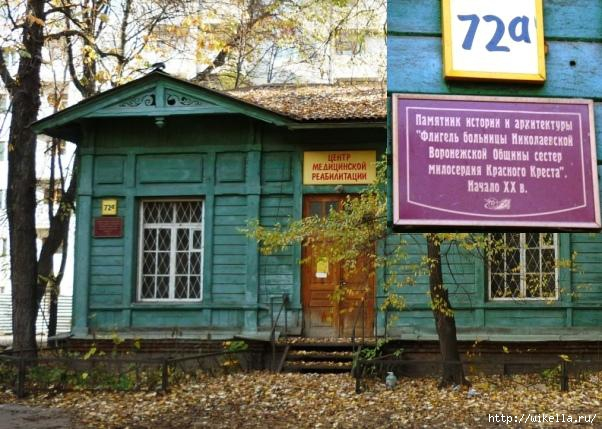 72а
Памятник истории и архитектуры
"Флигель больницы Николаевской
Воронежской Общины сестер
милосердия Красного Креста".
Начало XX в.
ЦЕНТР
МЕДИЦИНСКОЙ
РЕАБИЛИТАЦИИ
72а
http://wikella.ru/